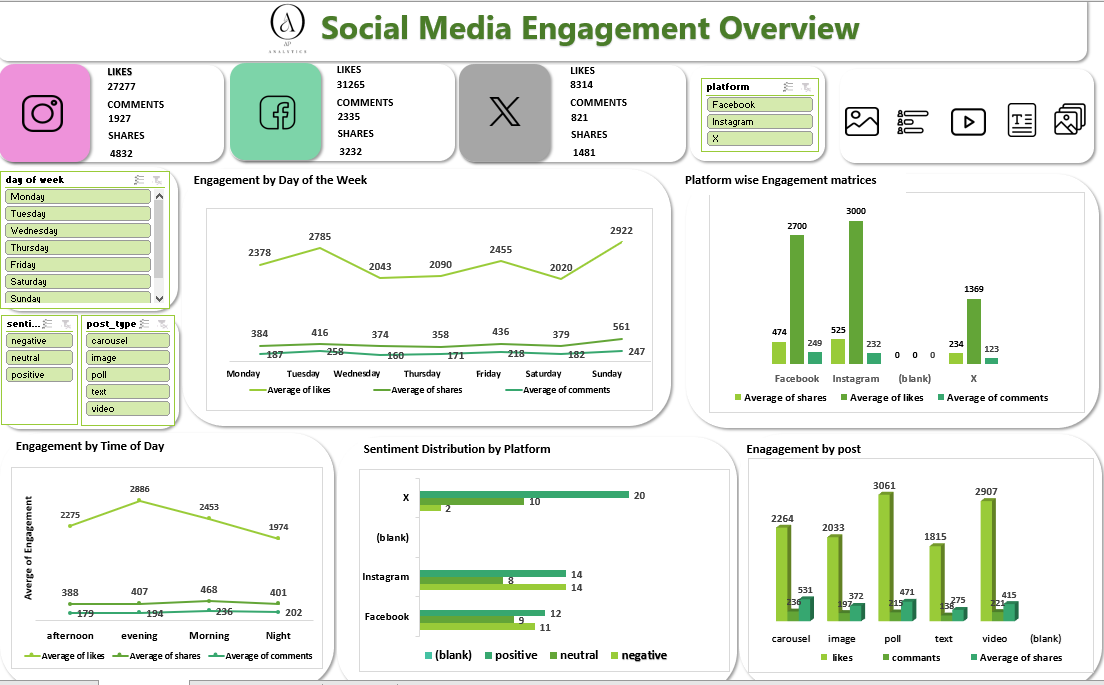 AP
ANALYTICS
Social Media Engagement Overview
LIKES
27277
COMMENTS
1927
SHARES
4832
LIKES
31265
COMMENTS
2335
SHARES
3232
LIKES
8314
COMMENTS
821
SHARES
1481
platform
Facebook
Instagram
X
day of week
Monday
Tuesday
Wednesday
Thursday
Friday
Saturday
Sunday
senti...
negative
neutral
positive
post_type
carousel
image
poll
text
video
Engagement by Day of the Week
2378 2785 2043 2090 2455 2020 2922
384 416 374 358 436 379 561
187 258 160 171 218 182 247
Monday Tuesday Wednesday Thursday Friday Saturday Sunday
Average of likes Average of shares Average of comments
Platform wise Engagement matrices
474 2700 249 525 3000 232 0 0 0 234 1369 123
Facebook Instagram (blank) X
Average of shares Average of likes Average of comments
Engagement by Time of Day
Averge of Engagement
2275 2886 2453 1974
388 407 468 401
179 194 236 202
afternoon evening Morning Night
Average of likes Average of shares Average of comments
Sentiment Distribution by Platform
X 20 10 2
(blank)
Instagram 14 8 14
Facebook 12 9 11
(blank) positive neutral negative
Enagagement by post
2264 236 531 2033 197 372 3061 215 471 1815 138 275 2907 221 415
carousel image poll text video (blank)
likes commants Average of shares